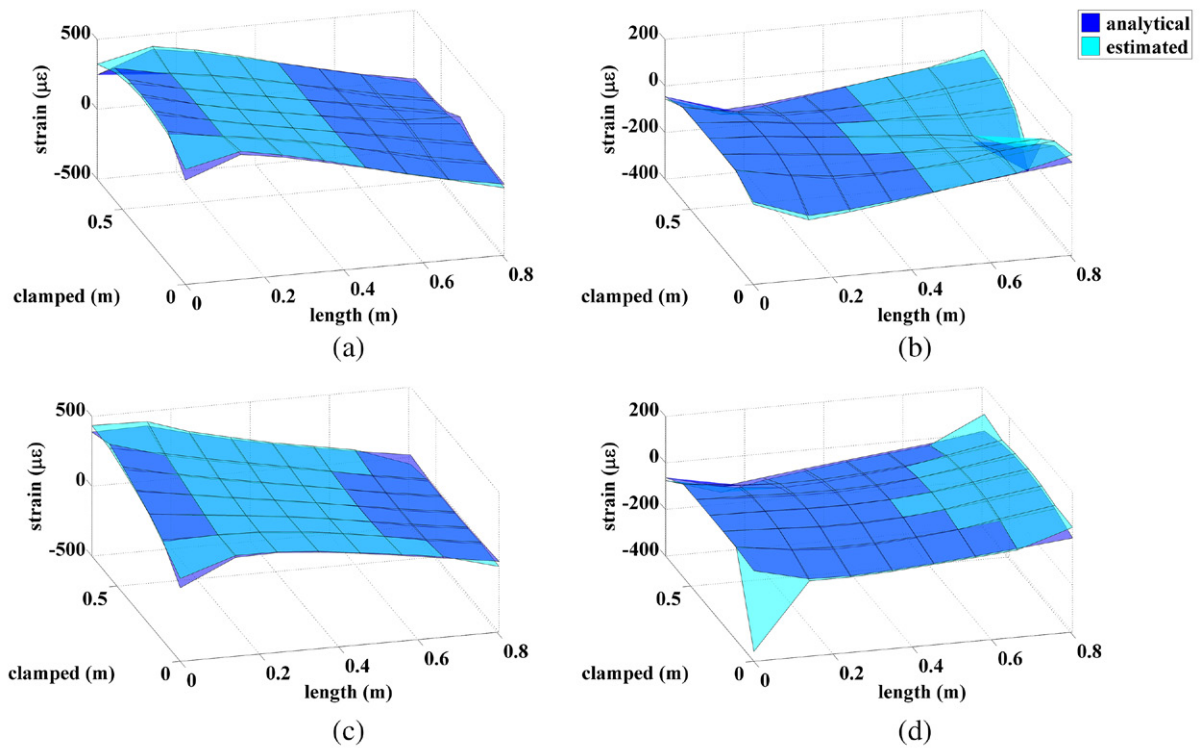 analytical
estimated
500
0
-500
strain (με)
0.5
0
clamped (m)
0
0.2
0.4
0.6
0.8
length (m)
(a)
200
0
-200
-400
strain (με)
0.5
0
clamped (m)
0
0.2
0.4
0.6
0.8
length (m)
(b)
500
0
-500
strain (με)
0.5
0
clamped (m)
0
0.2
0.4
0.6
0.8
length (m)
(c)
200
0
-200
-400
strain (με)
0.5
0
clamped (m)
0
0.2
0.4
0.6
0.8
length (m)
(d)